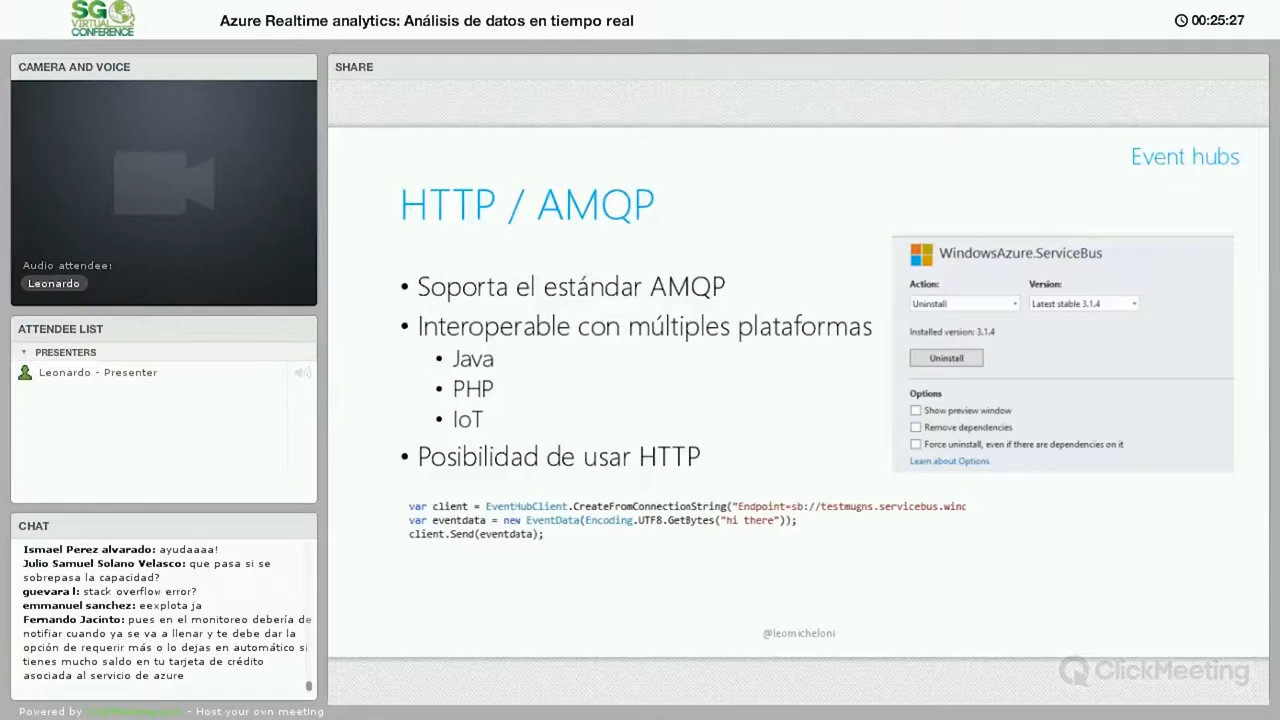 SG
VIRTUAL
CONFERENCE
Azure Realtime analytics: Análisis de datos en tiempo real
00:25:27
CAMERA AND VOICE
Audio attendee:
Leonardo
ATTENDEE LIST
PRESENTERS
Leonardo - Presenter
CHAT
Ismael Perez alvarado: ayudaaaa!
Julio Samuel Solano Velasco: que pasa si se
sobrepasa la capacidad?
guevara l: stack overflow error?
emmanuel sanchez: eexplota ja
Fernando Jacinto: pues en el monitoreo debería de
notifiar cuando ya se va a llenar y te debe dar la
opción de requerir más o lo dejas en automático si
tienes mucho saldo en tu tarjeta de crédito
asociada al servicio de azure
Powered by ClickMeeting.com - Host your own meeting
SHARE
Event hubs
HTTP / AMQP
• Soporta el estándar AMQP
• Interoperable con múltiples plataformas
• Java
• PHP
• IoT
• Posibilidad de usar HTTP
WindowsAzure.ServiceBus
Action: Version:
Uninstall Latest stable 3.1.4
Installed version: 3.1.4
Uninstall
Options
Show preview window
Remove dependencies
Force uninstall, even if there are dependencies on it
Learn about Options
var client = EventHubClient.CreateFromConnectionString("Endpoint=sb://testmugns.servicebus.winc
var eventdata = new EventData(Encoding.UTF8.GetBytes("hi there"));
client.Send(eventdata);
@leomicheloni
ClickMeeting